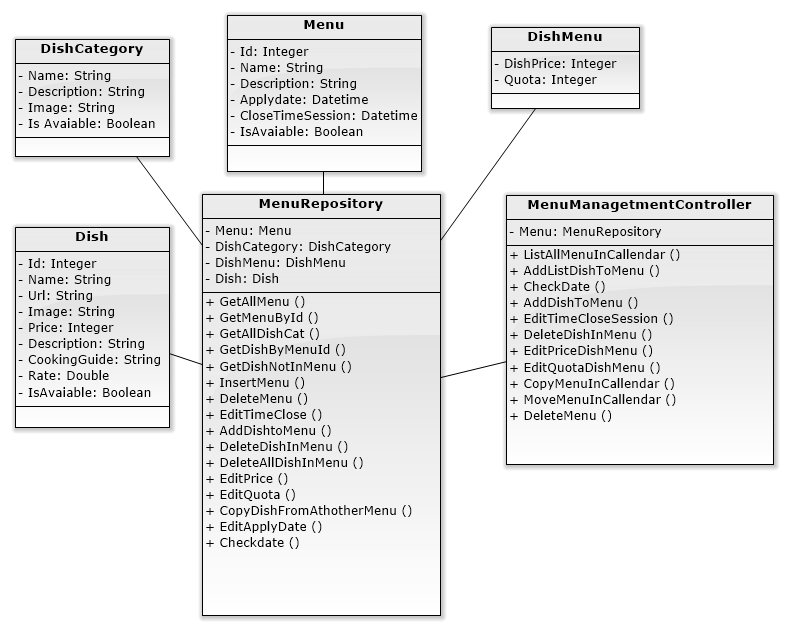 DishCategory
- Name: String
- Description: String
- Image: String
- Is Avaiable: Boolean
Menu
- Id: Integer
- Name: String
- Description: String
- Applydate: Datetime
- CloseTimeSession: Datetime
- IsAvaiable: Boolean
DishMenu
- DishPrice: Integer
- Quota: Integer
Dish
- Id: Integer
- Name: String
- Url: String
- Image: String
- Price: Integer
- Description: String
- CookingGuide: String
- Rate: Double
- IsAvaiable: Boolean
MenuRepository
- Menu: Menu
- DishCategory: DishCategory
- DishMenu: DishMenu
- Dish: Dish
+ GetAllMenu ()
+ GetMenuById ()
+ GetAllDishCat ()
+ GetDishByMenuId ()
+ GetDishNotInMenu ()
+ InsertMenu ()
+ DeleteMenu ()
+ EditTimeClose ()
+ AddDishtoMenu ()
+ DeleteDishInMenu ()
+ DeleteAllDishInMenu ()
+ EditPrice ()
+ EditQuota ()
+ CopyDishFromAthotherMenu ()
+ EditApplyDate ()
+ Checkdate ()
MenuManagetmentController
- Menu: MenuRepository
+ ListAllMenuInCallendar ()
+ AddListDishToMenu ()
+ CheckDate ()
+ AddDishToMenu ()
+ EditTimeCloseSession ()
+ DeleteDishInMenu ()
+ EditPriceDishMenu ()
+ EditQuotaDishMenu ()
+ CopyMenuInCallendar ()
+ MoveMenuInCallendar ()
+ DeleteMenu ()